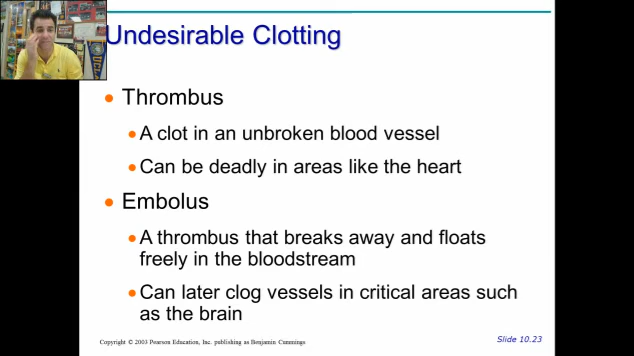 Undesirable Clotting
Thrombus
A clot in an unbroken blood vessel
Can be deadly in areas like the heart
Embolus
A thrombus that breaks away and floats
freely in the bloodstream
Can later clog vessels in critical areas such
as the brain
Copyright © 2003 Pearson Education, Inc. publishing as Benjamin Cummings
Slide 10.23
UCLA